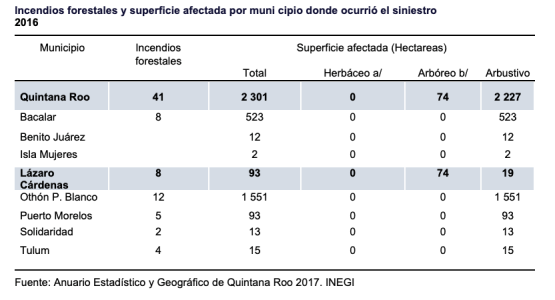 Incendios forestales y superficie afectada por muni cipio donde ocurrió el siniestro
2016
Municipio Incendios forestales Superficie afectada (Hectareas)
Total Herbáceo a/ Arbóreo b/ Arbustivo
Quintana Roo 41 2 301 0 74 2 227
Bacalar 8 523 0 0 523
Benito Juárez 12 0 0 12
Isla Mujeres 2 0 0 2
Lázaro Cárdenas 8 93 0 74 19
Othón P. Blanco 12 1 551 0 0 1 551
Puerto Morelos 5 93 0 0 93
Solidaridad 2 13 0 0 13
Tulum 4 15 0 0 15
Fuente: Anuario Estadístico y Geográfico de Quintana Roo 2017. INEGI